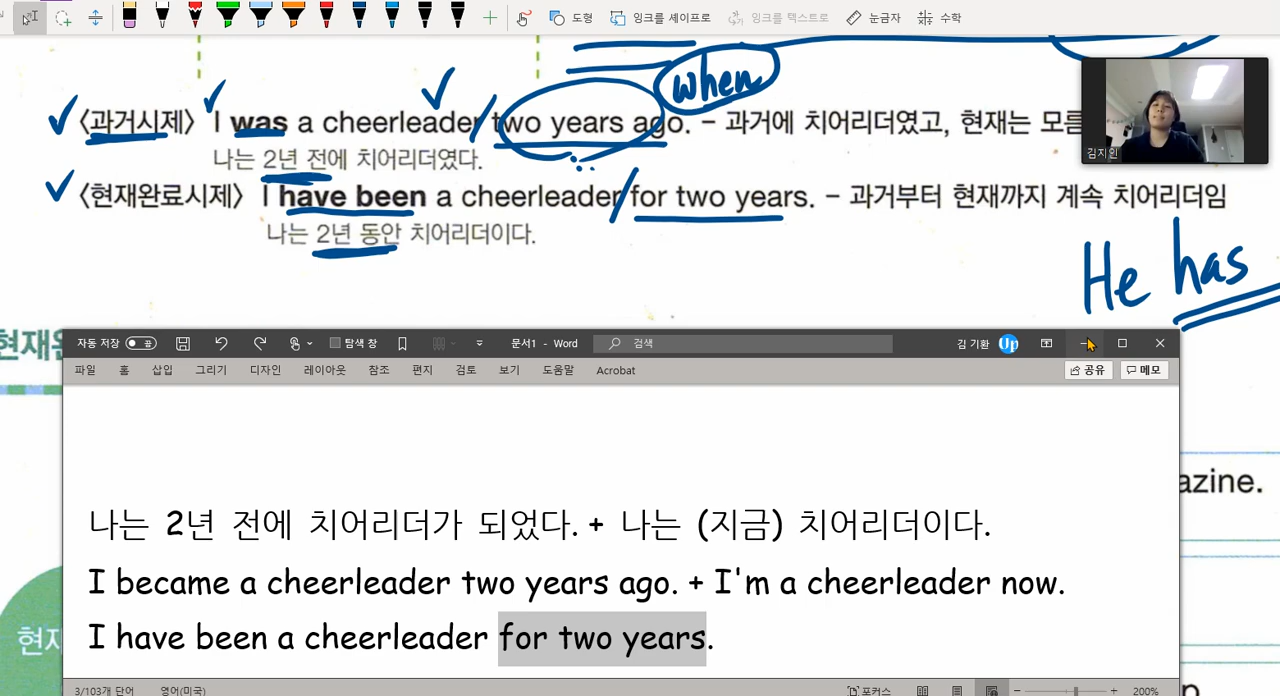 도형 잉크를 셰이프로 잉크를 텍스트로 눈금자 수학
when
〈과거시제〉 I was a cheerleader two years ago. – 과거에 치어리더였고, 현재는 모름
나는 2년 전에 치어리더였다.
김지인
〈현재완료시제〉 I have been a cheerleader for two years. – 과거부터 현재까지 계속 치어리더임
나는 2년 동안 치어리더이다.
He has
현재완
자동 저장 끔 탐색 창 문서1 - Word 검색 김 기환 Up
파일 홈 삽입 그리기 디자인 레이아웃 참조 편지 검토 보기 도움말 Acrobat 공유 메모
azine.
나는 2년 전에 치어리더가 되었다. + 나는 (지금) 치어리더이다.
I became a cheerleader two years ago. + I'm a cheerleader now.
현재
I have been a cheerleader for two years.
3/103개 단어 영어(미국) 포커스 200%